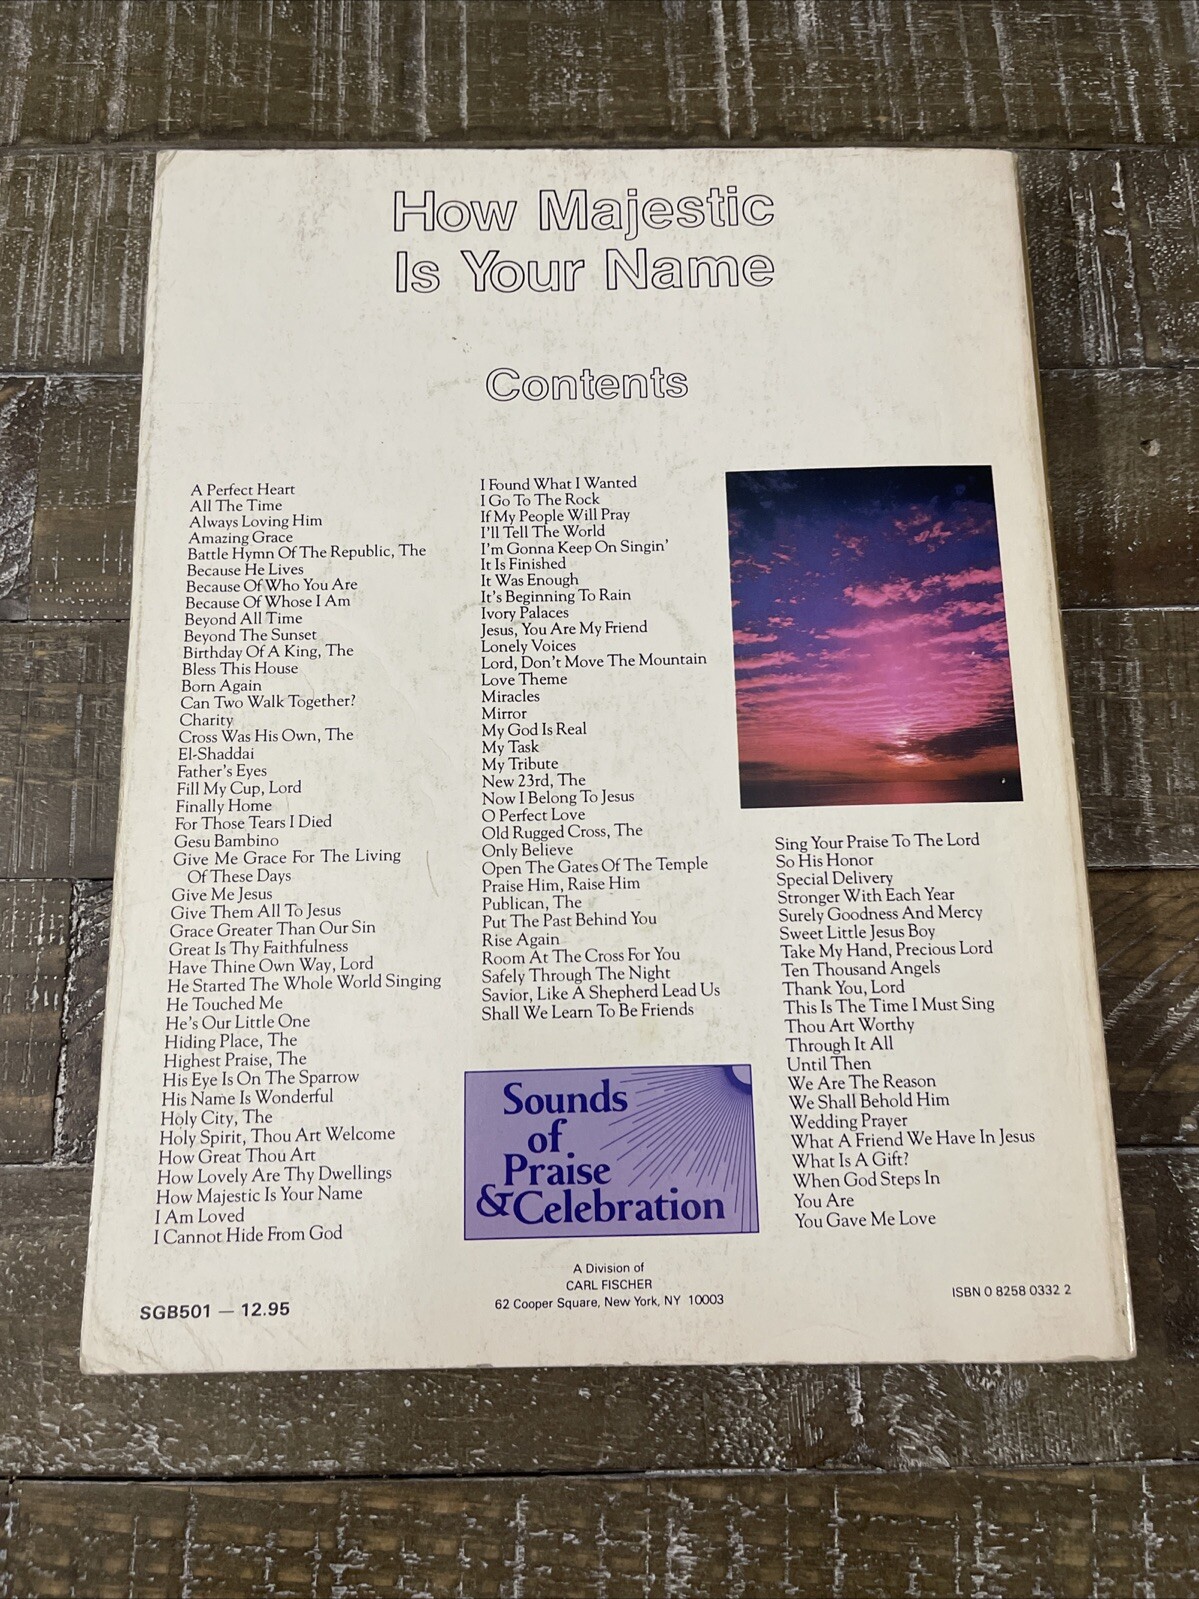 How Majestic
Is Your Name
Contents
A Perfect Heart
All The Time
Always Loving Him
Amazing Grace
Battle Hymn Of The Republic, The
Because He Lives
Because Of Who You Are
Because Of Whose I Am
Beyond All Time
Beyond The Sunset
Birthday Of A King, The
Bless This House
Born Again
Can Two Walk Together?
Charity
Cross Was His Own, The
El-Shaddai
Father's Eyes
Fill My Cup, Lord
Finally Home
For Those Tears I Died
Gesu Bambino
Give Me Grace For The Living
Of These Days
Give Me Jesus
Give Them All To Jesus
Grace Greater Than Our Sin
Great Is Thy Faithfulness
Have Thine Own Way, Lord
He Started The Whole World Singing
He Touched Me
He's Our Little One
Hiding Place, The
Highest Praise, The
His Eye Is On The Sparrow
His Name Is Wonderful
Holy City, The
Holy Spirit, Thou Art Welcome
How Great Thou Art
How Lovely Are Thy Dwellings
How Majestic Is Your Name
I Am Loved
I Cannot Hide From God
I Found What I Wanted
I Go To The Rock
If My People Will Pray
I'll Tell The World
I'm Gonna Keep On Singin'
It Is Finished
It Was Enough
It's Beginning To Rain
Ivory Palaces
Jesus, You Are My Friend
Lonely Voices
Lord, Don't Move The Mountain
Love Theme
Miracles
Mirror
My God Is Real
My Task
My Tribute
New 23rd, The
Now I Belong To Jesus
O Perfect Love
Old Rugged Cross, The
Only Believe
Open The Gates Of The Temple
Praise Him, Raise Him
Publican, The
Put The Past Behind You
Rise Again
Room At The Cross For You
Safely Through The Night
Savior, Like A Shepherd Lead Us
Shall We Learn To Be Friends
Sing Your Praise To The Lord
So His Honor
Special Delivery
Stronger With Each Year
Surely Goodness And Mercy
Sweet Little Jesus Boy
Take My Hand, Precious Lord
Ten Thousand Angels
Thank You, Lord
This Is The Time I Must Sing
Thou Art Worthy
Through It All
Until Then
We Are The Reason
We Shall Behold Him
Wedding Prayer
What A Friend We Have In Jesus
What Is A Gift?
When God Steps In
You Are
You Gave Me Love
Sounds
of
Praise
&Celebration
A Division of
CARL FISCHER
62 Cooper Square, New York, NY 10003
SGB501 — 12.95
ISBN 0 8258 0332 2